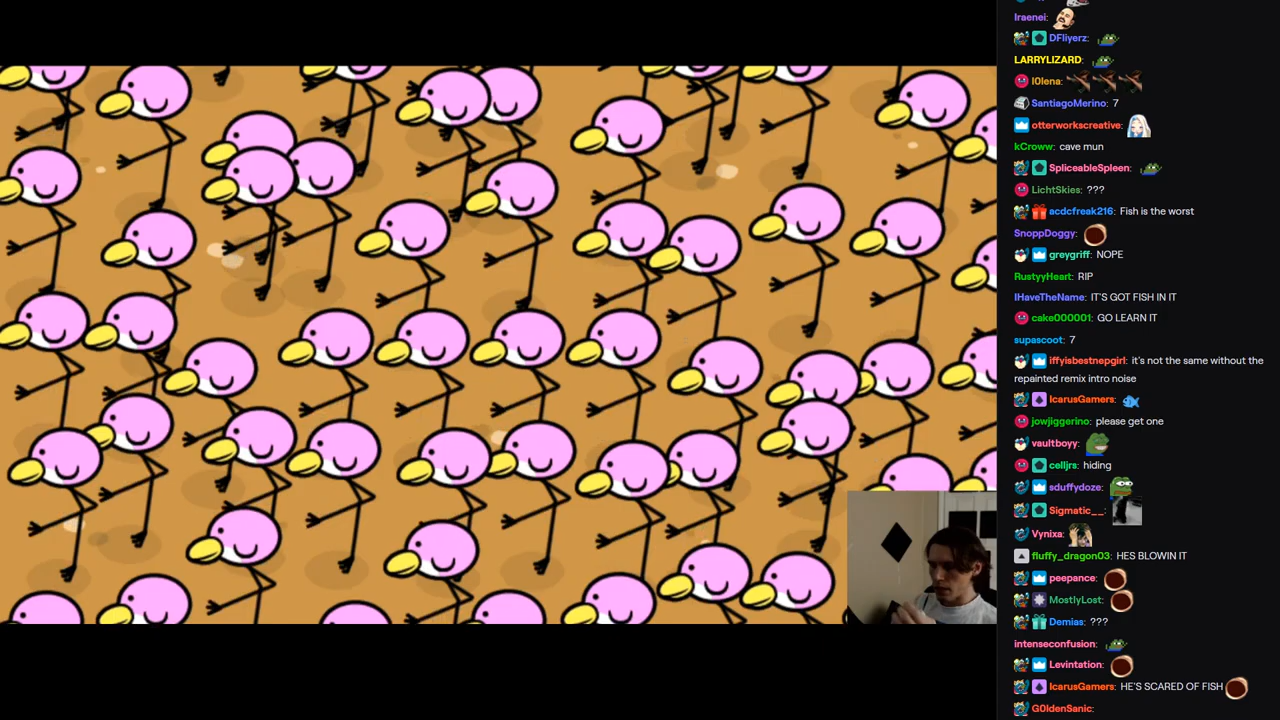 Iraenei:
DFliyerz:
LARRYLIZARD:
l0lena:
SantiagoMerino: 7
otterworkscreative:
kCroww: cave mun
SpliceableSpleen:
LichtSkies: ???
acdcfreak216: Fish is the worst
SnoppDoggy:
greygriff: NOPE
RustyyHeart: RIP
IHaveTheName: IT'S GOT FISH IN IT
cake000001: GO LEARN IT
supascoot: 7
iffyisbestnepgirl: it's not the same without the
repainted remix intro noise
IcarusGamers:
jowjiggerino: please get one
vaultboyy:
celljrs: hiding
sduffydoze:
Sigmatic__:
Vynixa:
fluffy_dragon03: HES BLOWIN IT
peepance:
MostlyLost:
Demias: ???
intenseconfusion:
Levintation:
IcarusGamers: HE'S SCARED OF FISH
G0ldenSanic: